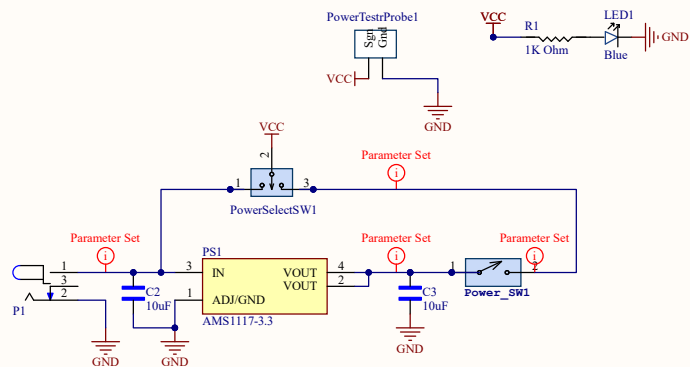 PowerTestrProbe1
Sgn
Gnd
VCC
GND
VCC
R1
1K Ohm
LED1
Blue
GND
VCC
2
1
3
PowerSelectSW1
Parameter Set
i
Parameter Set
i
Parameter Set
i
Parameter Set
i
P1
1
3
2
GND
C2
10uF
GND
PS1
3
IN
1
ADJ/GND
VOUT
4
VOUT
2
AMS1117-3.3
C3
10uF
GND
1
2
Power_SW1